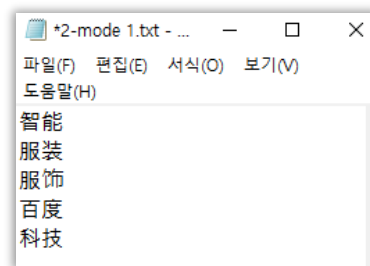 *2-mode 1.txt - ...
파일(F) 편집(E) 서식(O) 보기(V)
도움말(H)
智能
服装
服饰
百度
科技